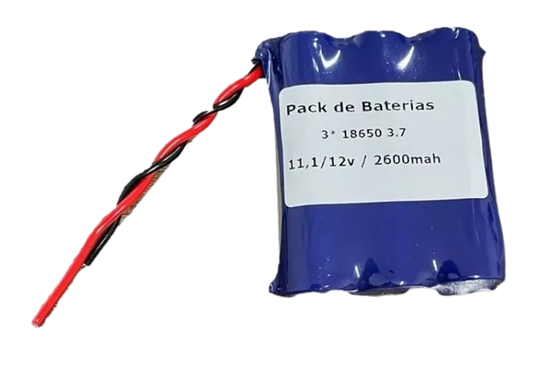 Pack de Baterias
3* 18650 3.7
11,1/12v / 2600mah